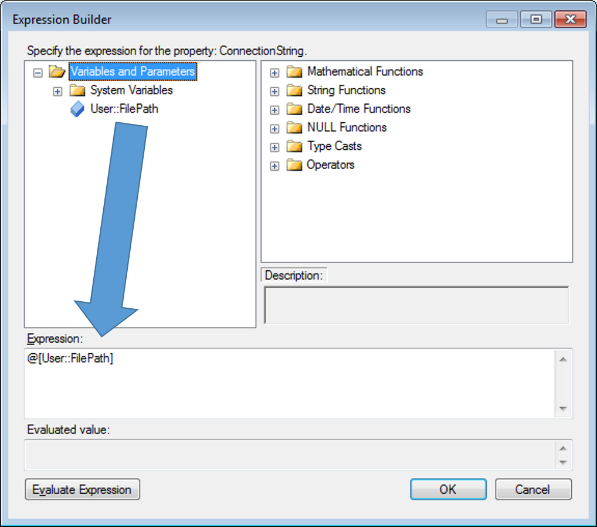 Expression Builder
Specify the expression for the property: ConnectionString.
Variables and Parameters
System Variables
User::FilePath
Mathematical Functions
String Functions
Date/Time Functions
NULL Functions
Type Casts
Operators
Description:
Expression:
@[User::FilePath]
Evaluated value:
Evaluate Expression
OK
Cancel